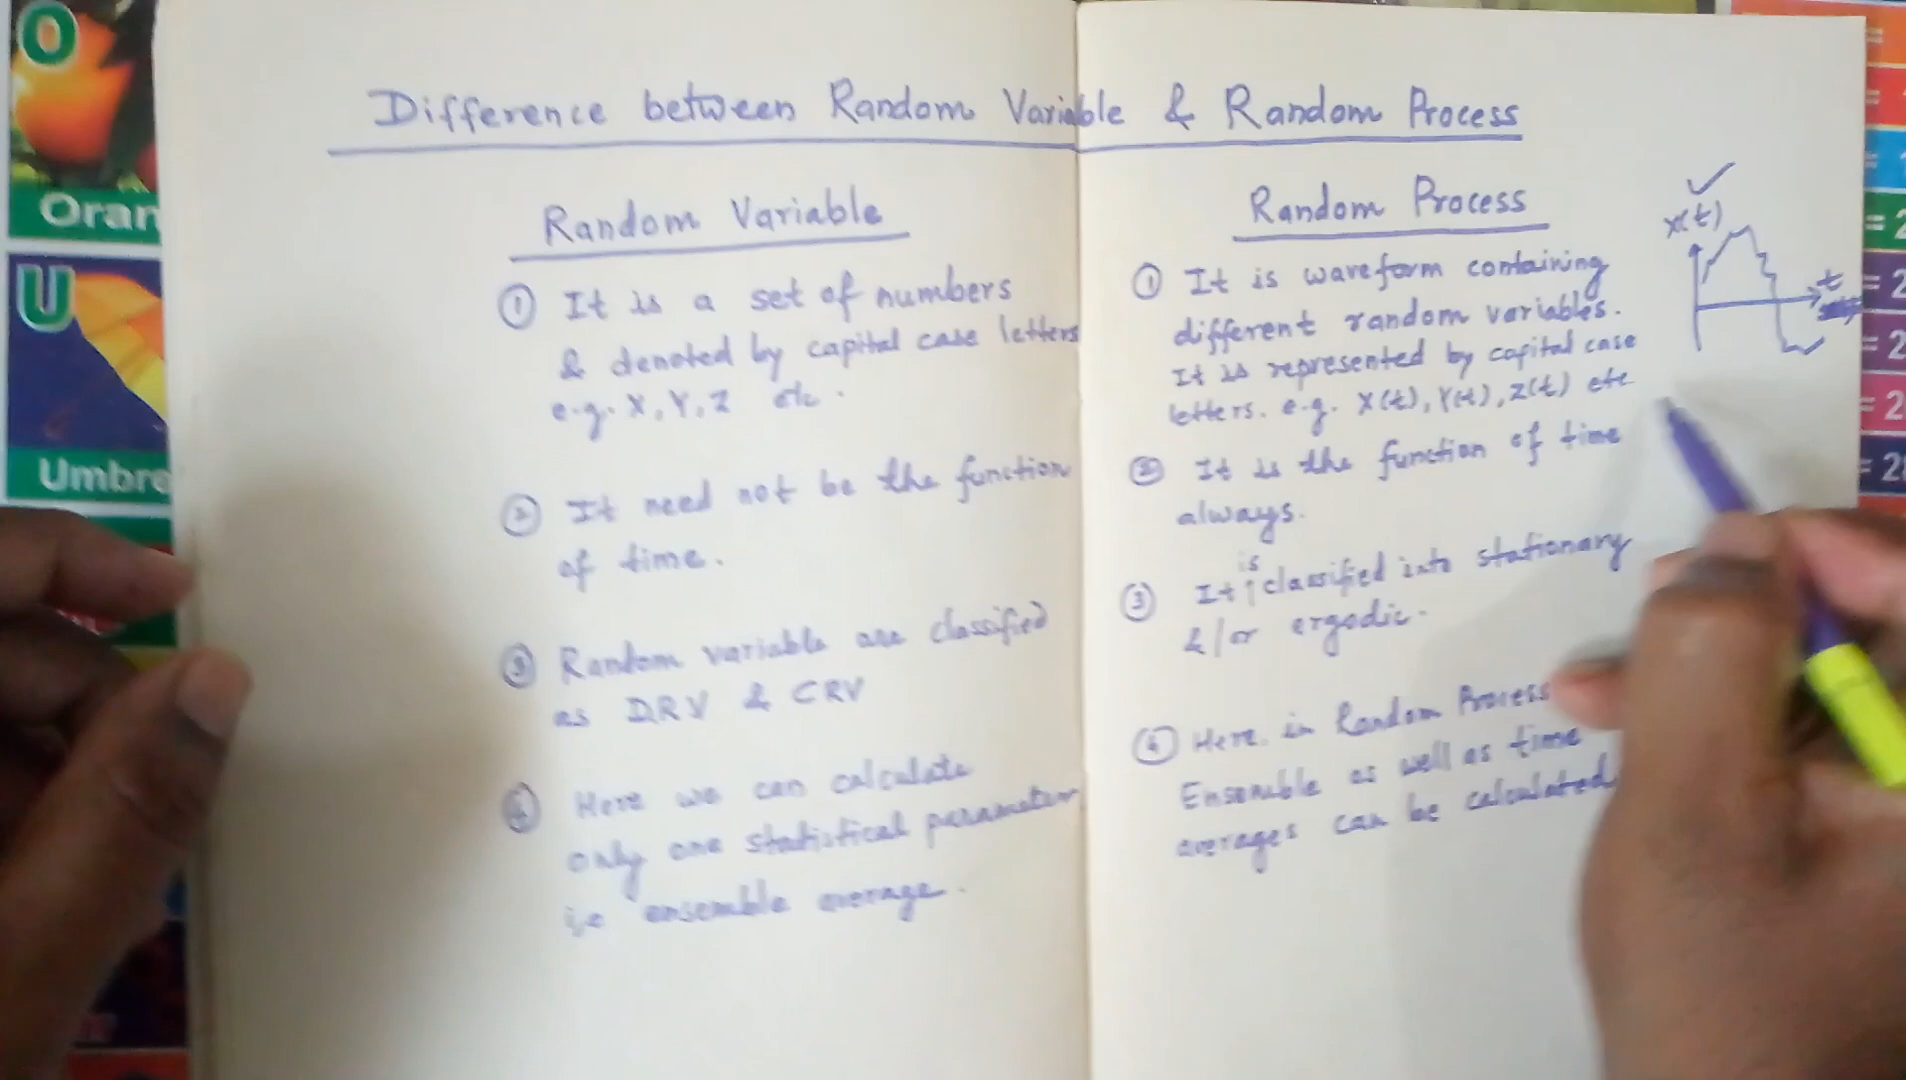 Difference between Random Variable & Random Process
Random Variable
① It is a set of numbers
& denoted by capital case letters
e.g. X, Y, Z etc.
② It need not be the function
of time.
③ Random variable are classified
as DRV & CRV
④ Here we can calculate
only one statistical parameter
i.e ensemble average.
Random Process
① It is waveform containing
different random variables.
It is represented by capital case
letters. e.g. X(t), Y(t), Z(t) etc
② It is the function of time
always.
③ It is classified into stationary
&/or ergodic.
④ Here in Random Process
Ensemble as well as time
averages can be calculated
x(t)
t
O
Oran
U
Umbre
= 2
= 2
= 2
= 2
= 28